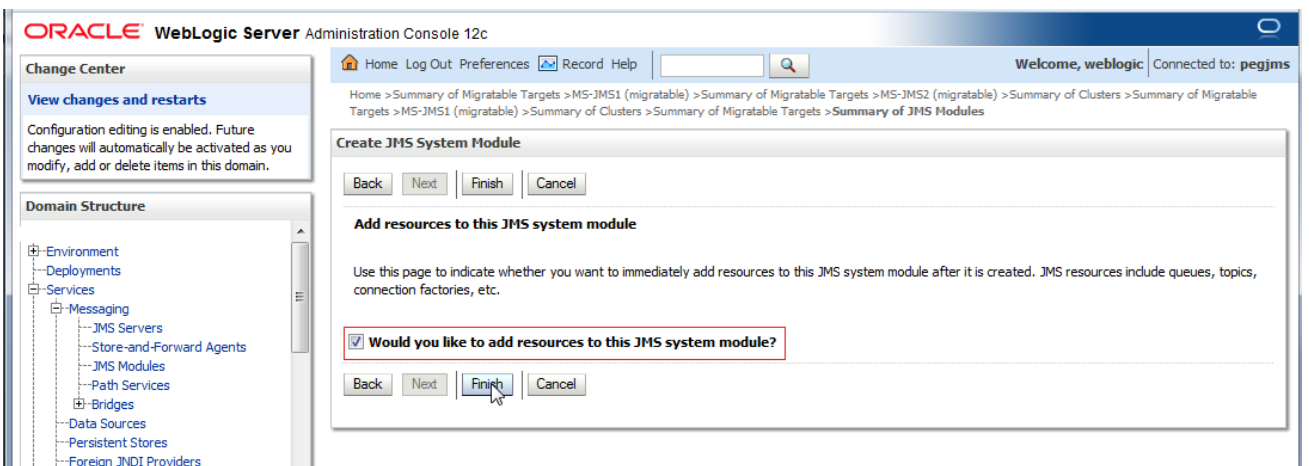 ORACLE WebLogic Server Administration Console 12c
Change Center
View changes and restarts
Configuration editing is enabled. Future
changes will automatically be activated as you
modify, add or delete items in this domain.
Domain Structure
Environment
Deployments
Services
Messaging
JMS Servers
Store-and-Forward Agents
JMS Modules
Path Services
Bridges
Data Sources
Persistent Stores
Foreign JNDI Providers
Home Log Out Preferences Record Help
Welcome, weblogic Connected to: pegjms
Home >Summary of Migratable Targets >MS-JMS1 (migratable) >Summary of Migratable Targets >MS-JMS2 (migratable) >Summary of Clusters >Summary of Migratable
Targets >MS-JMS1 (migratable) >Summary of Clusters >Summary of Migratable Targets >Summary of JMS Modules
Create JMS System Module
Back Next Finish Cancel
Add resources to this JMS system module
Use this page to indicate whether you want to immediately add resources to this JMS system module after it is created. JMS resources include queues, topics,
connection factories, etc.
Would you like to add resources to this JMS system module?
Back Next Finish Cancel